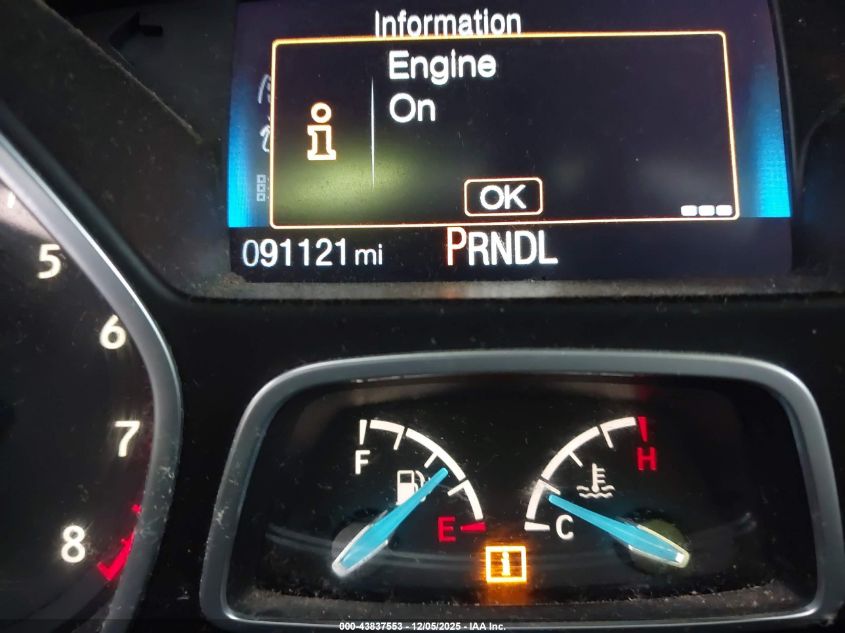 Information
Engine
On
OK
091121 mi
PRNDL
5
6
7
8
F
E
H
C
000-43837553 - 12/05/2025 - IAA Inc.